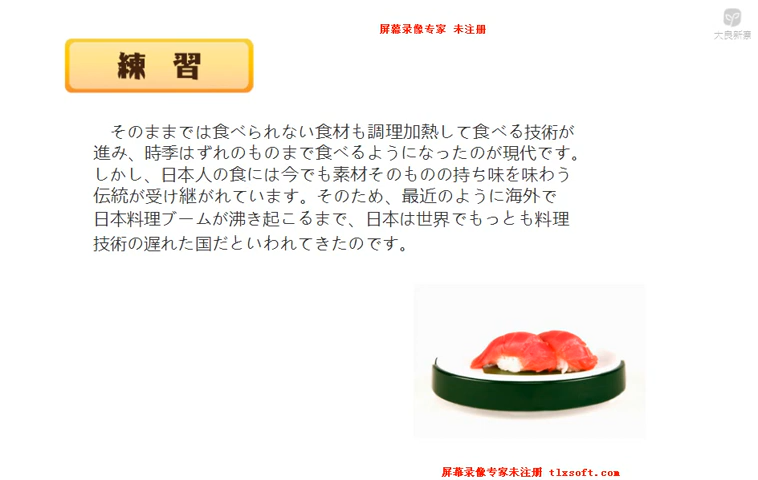 屏幕录像专家 未注册
大良新意
練 習
そのままでは食べられない食材も調理加熱して食べる技術が
進み、時季はずれのものまで食べるようになったのが現代です。
しかし、日本人の食には今でも素材そのものの持ち味を味わう
伝統が受け継がれています。そのため、最近のように海外で
日本料理ブームが沸き起こるまで、日本は世界でもっとも料理
技術の遅れた国だといわれてきたのです。
屏幕录像专家未注册 tlxsoft.com